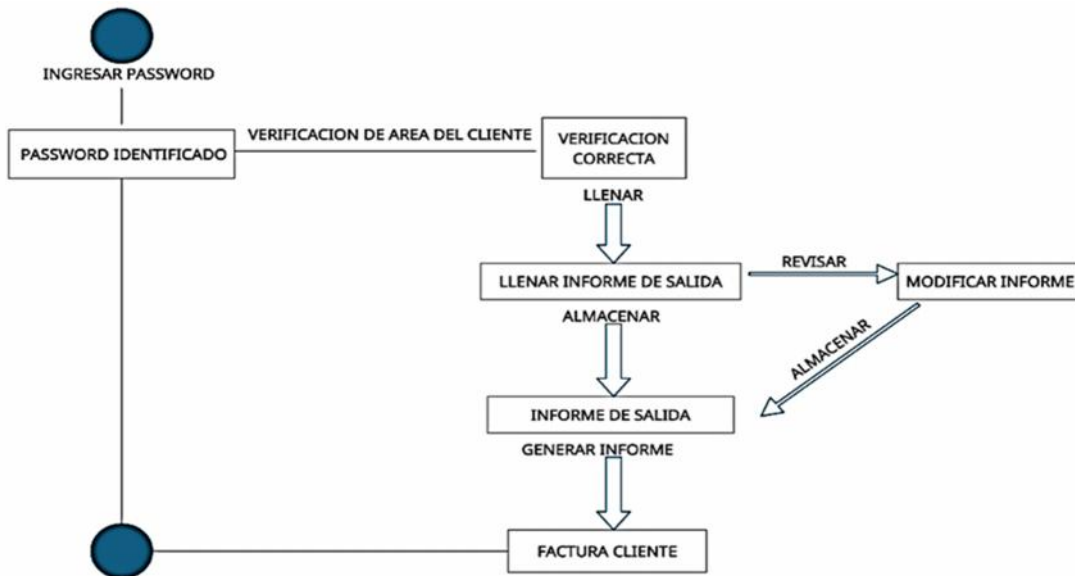 INGRESAR PASSWORD
PASSWORD IDENTIFICADO
VERIFICACION DE AREA DEL CLIENTE
VERIFICACION
CORRECTA
LLENAR
LLENAR INFORME DE SALIDA
REVISAR
MODIFICAR INFORME
ALMACENAR
ALMACENAR
INFORME DE SALIDA
GENERAR INFORME
FACTURA CLIENTE